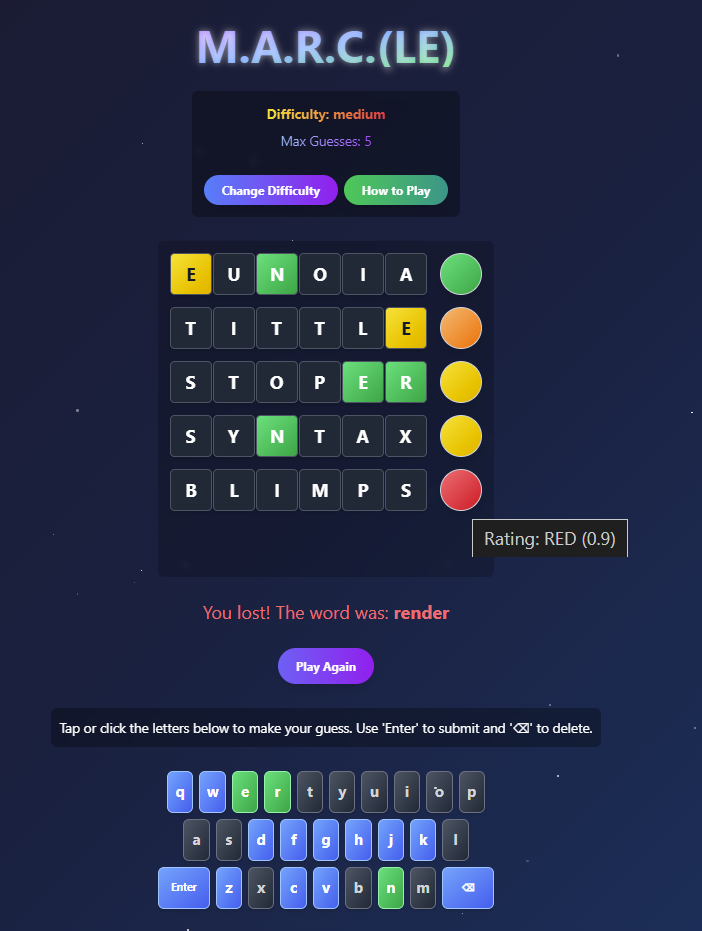 M.A.R.C.(LE)
Difficulty: medium
Max Guesses: 5
Change Difficulty How to Play
E U N O I A
T I T T L E
S T O P E R
S Y N T A X
B L I M P S
Rating: RED (0.9)
You lost! The word was: render
Play Again
Tap or click the letters below to make your guess. Use 'Enter' to submit and '⌫' to delete.
q w e r t y u i o p
a s d f g h j k l
Enter z x c v b n m ⌫